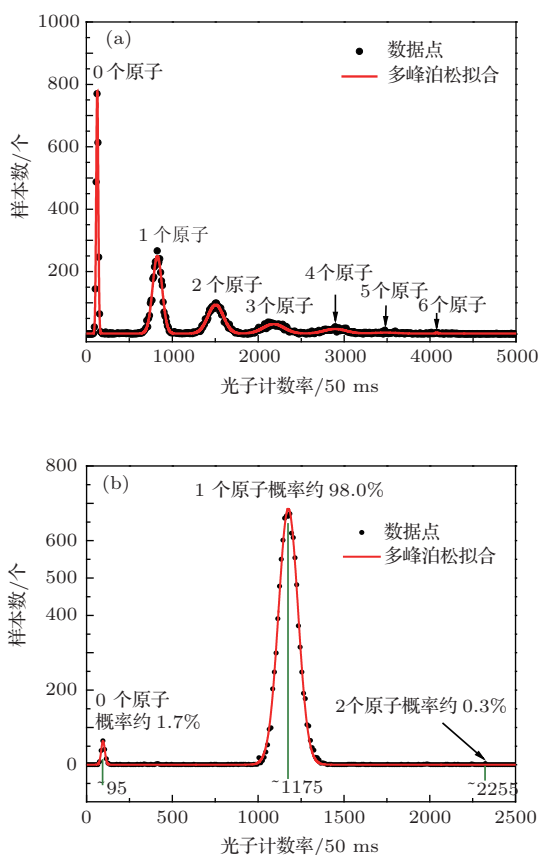 (a)
数据点
多峰泊松拟合
0 个原子
1 个原子
2 个原子
3个原子
4个原子
5个原子
6个原子
样本数/个
1000
800
600
400
200
0 1000 2000 3000 4000 5000
光子计数率/50 ms
(b)
1 个原子概率约 98.0%
数据点
多峰泊松拟合
0 个原子
概率约 1.7%
2个原子概率约 0.3%
~95
~1175
~2255
样本数/个
800
700
600
500
400
200
0
0 500 1000 1500 2000 2500
光子计数率/50 ms